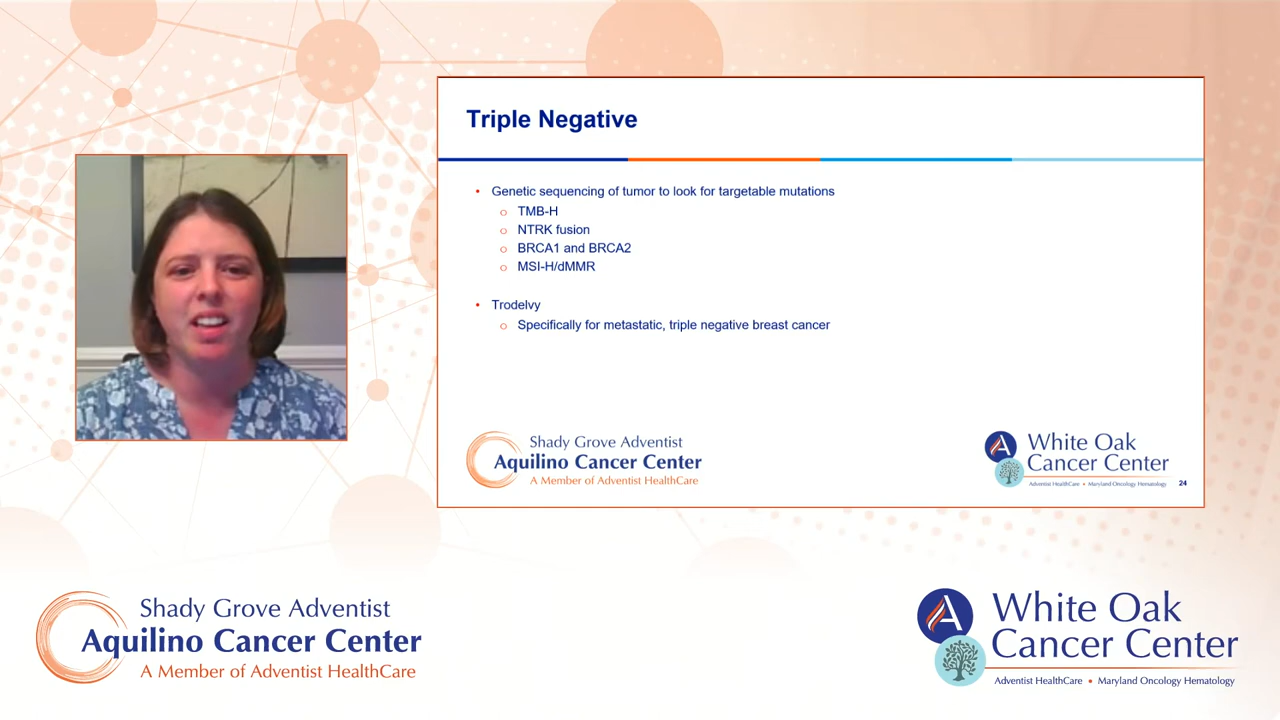 Triple Negative
• Genetic sequencing of tumor to look for targetable mutations
o TMB-H
o NTRK fusion
o BRCA1 and BRCA2
o MSI-H/dMMR
• Trodelvy
o Specifically for metastatic, triple negative breast cancer
Shady Grove Adventist
Aquilino Cancer Center
A Member of Adventist HealthCare
White Oak
Cancer Center
Adventist HealthCare • Maryland Oncology Hematology
24
Shady Grove Adventist
Aquilino Cancer Center
A Member of Adventist HealthCare
A
White Oak
Cancer Center
Adventist HealthCare • Maryland Oncology Hematology